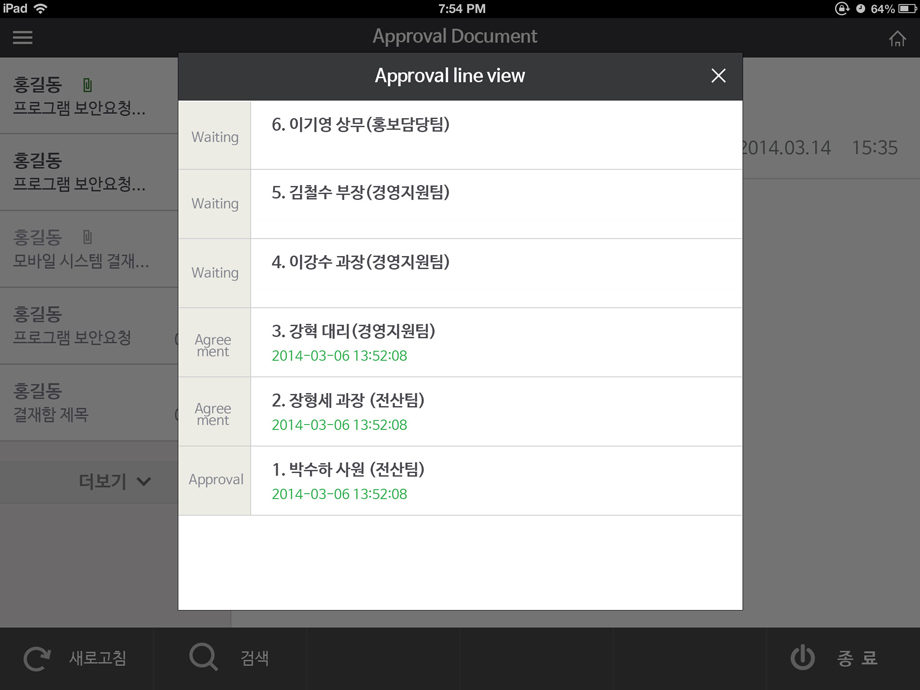 iPad
7:54 PM
64%
Approval Document
Approval line view
홍길동
프로그램 보안요청...
홍길동
프로그램 보안요청...
홍길동
모바일 시스템 결재...
홍길동
프로그램 보안요청
홍길동
결재함 제목
더보기
2014.03.14 15:35
Waiting
6. 이기영 상무(홍보담당팀)
Waiting
5. 김철수 부장(경영지원팀)
Waiting
4. 이강수 과장(경영지원팀)
Agree
ment
3. 강혁 대리(경영지원팀)
2014-03-06 13:52:08
Agree
ment
2. 장형세 과장 (전산팀)
2014-03-06 13:52:08
Approval
1. 박수하 사원 (전산팀)
2014-03-06 13:52:08
새로고침
검색
종 료